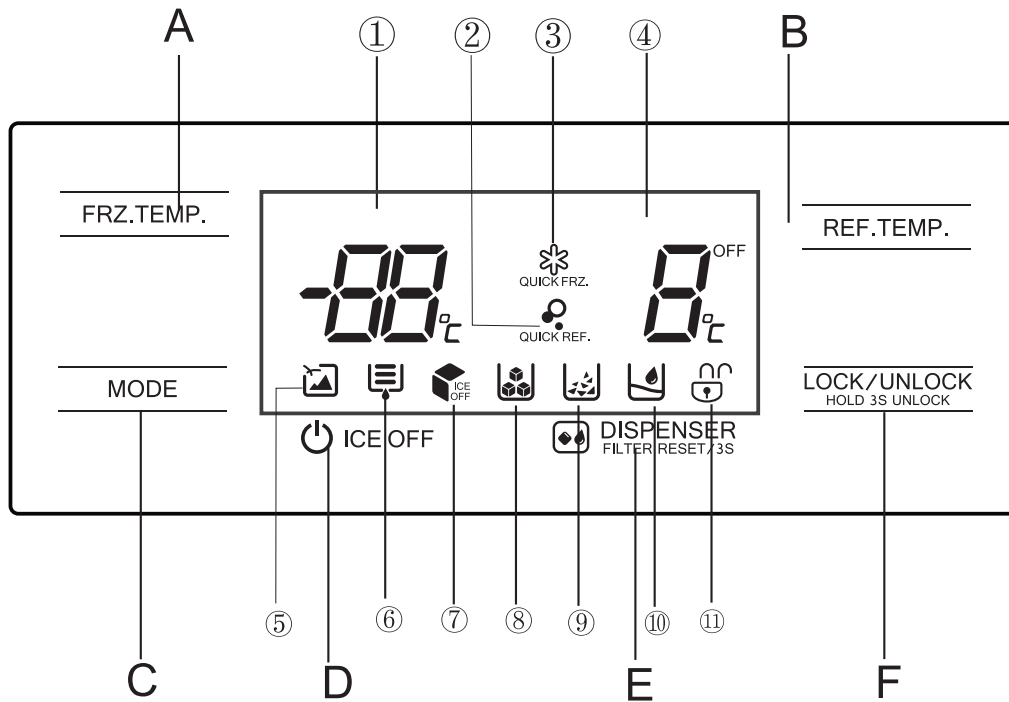 A ① ② ③ ④ B
FRZ.TEMP.
REF.TEMP.
-88°C
QUICK FRZ.
QUICK REF.
8°C OFF
MODE
ICE
OFF
LOCK/UNLOCK
HOLD 3S UNLOCK
ICE OFF
DISPENSER
FILTER RESET/3S
⑤ ⑥ ⑦ ⑧ ⑨ ⑩ ⑪
C D E F